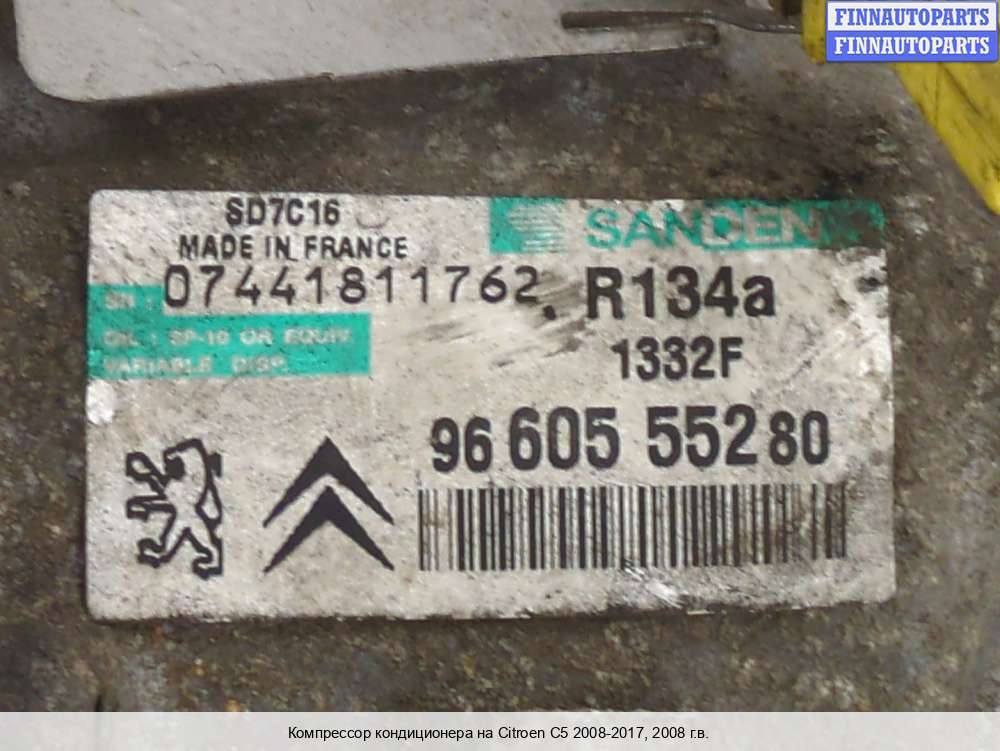 FINNAUTOPARTS
FINNAUTOPARTS
SD7C16
MADE IN FRANCE
SANDEN
SN : 07441811762
R134a
OIL : SP-10 OR EQUIV.
VARIABLE DISP.
1332F
96 605 552 80
Компрессор кондиционера на Citroen C5 2008-2017, 2008 г.в.